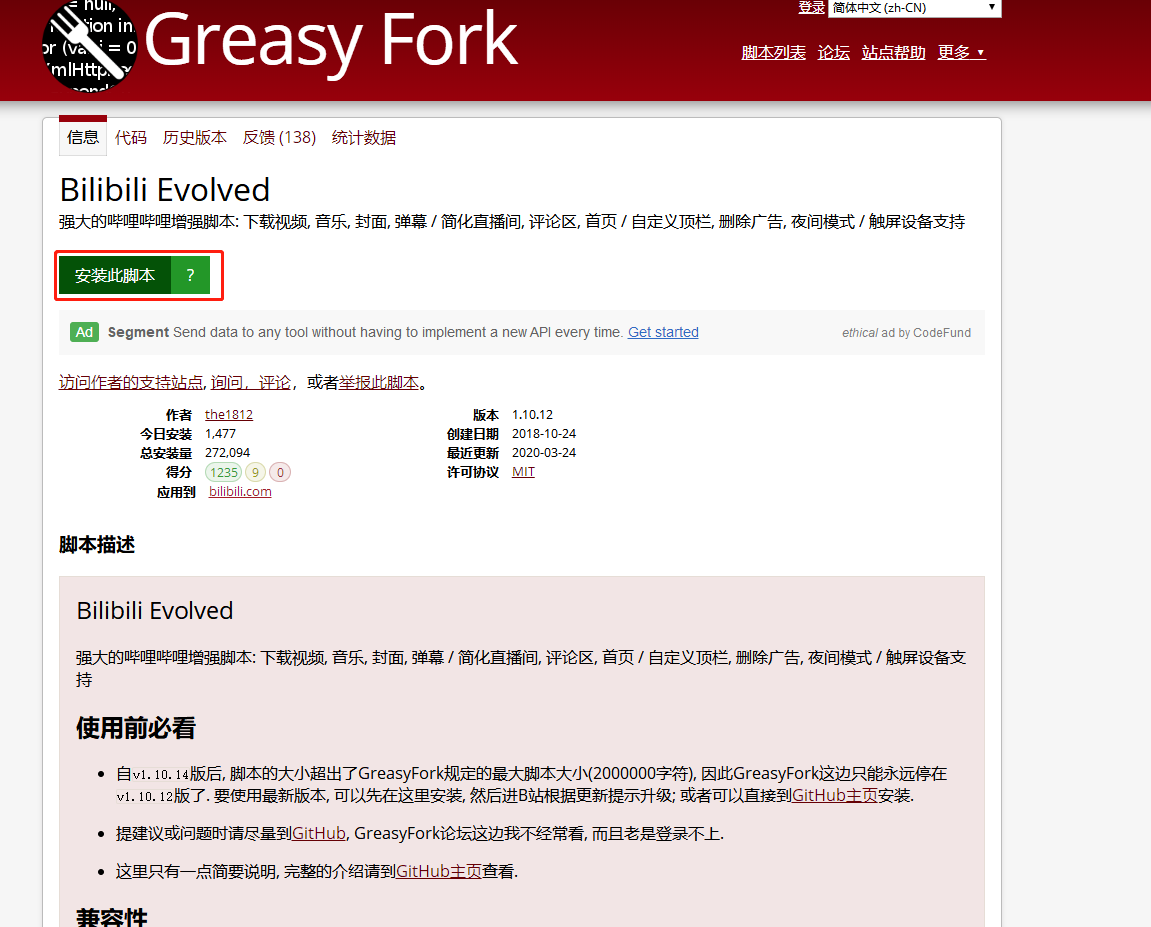 = null,
tion in
or (va i = 0
mlHttp x
Greasy Fork
登录 简体中文 (zh-CN)
脚本列表 论坛 站点帮助 更多
信息 代码 历史版本 反馈 (138) 统计数据
Bilibili Evolved
强大的哔哩哔哩增强脚本: 下载视频, 音乐, 封面, 弹幕 / 简化直播间, 评论区, 首页 / 自定义顶栏, 删除广告, 夜间模式 / 触屏设备支持
安装此脚本 ?
Ad Segment Send data to any tool without having to implement a new API every time. Get started ethical ad by CodeFund
访问作者的支持站点, 询问，评论，或者举报此脚本。
作者 the1812 版本 1.10.12
今日安装 1,477 创建日期 2018-10-24
总安装量 272,094 最近更新 2020-03-24
得分 1235 9 0 许可协议 MIT
应用到 bilibili.com
脚本描述
Bilibili Evolved
强大的哔哩哔哩增强脚本: 下载视频, 音乐, 封面, 弹幕 / 简化直播间, 评论区, 首页 / 自定义顶栏, 删除广告, 夜间模式 / 触屏设备支
持
使用前必看
自v1.10.14版后, 脚本的大小超出了GreasyFork规定的最大脚本大小(2000000字符), 因此GreasyFork这边只能永远停在
v1.10.12版了. 要使用最新版本, 可以先在这里安装, 然后进B站根据更新提示升级; 或者可以直接到GitHub主页安装.
提建议或问题时请尽量到GitHub, GreasyFork论坛这边我不经常看, 而且老是登录不上.
这里只有一点简要说明, 完整的介绍请到GitHub主页查看.
兼容性